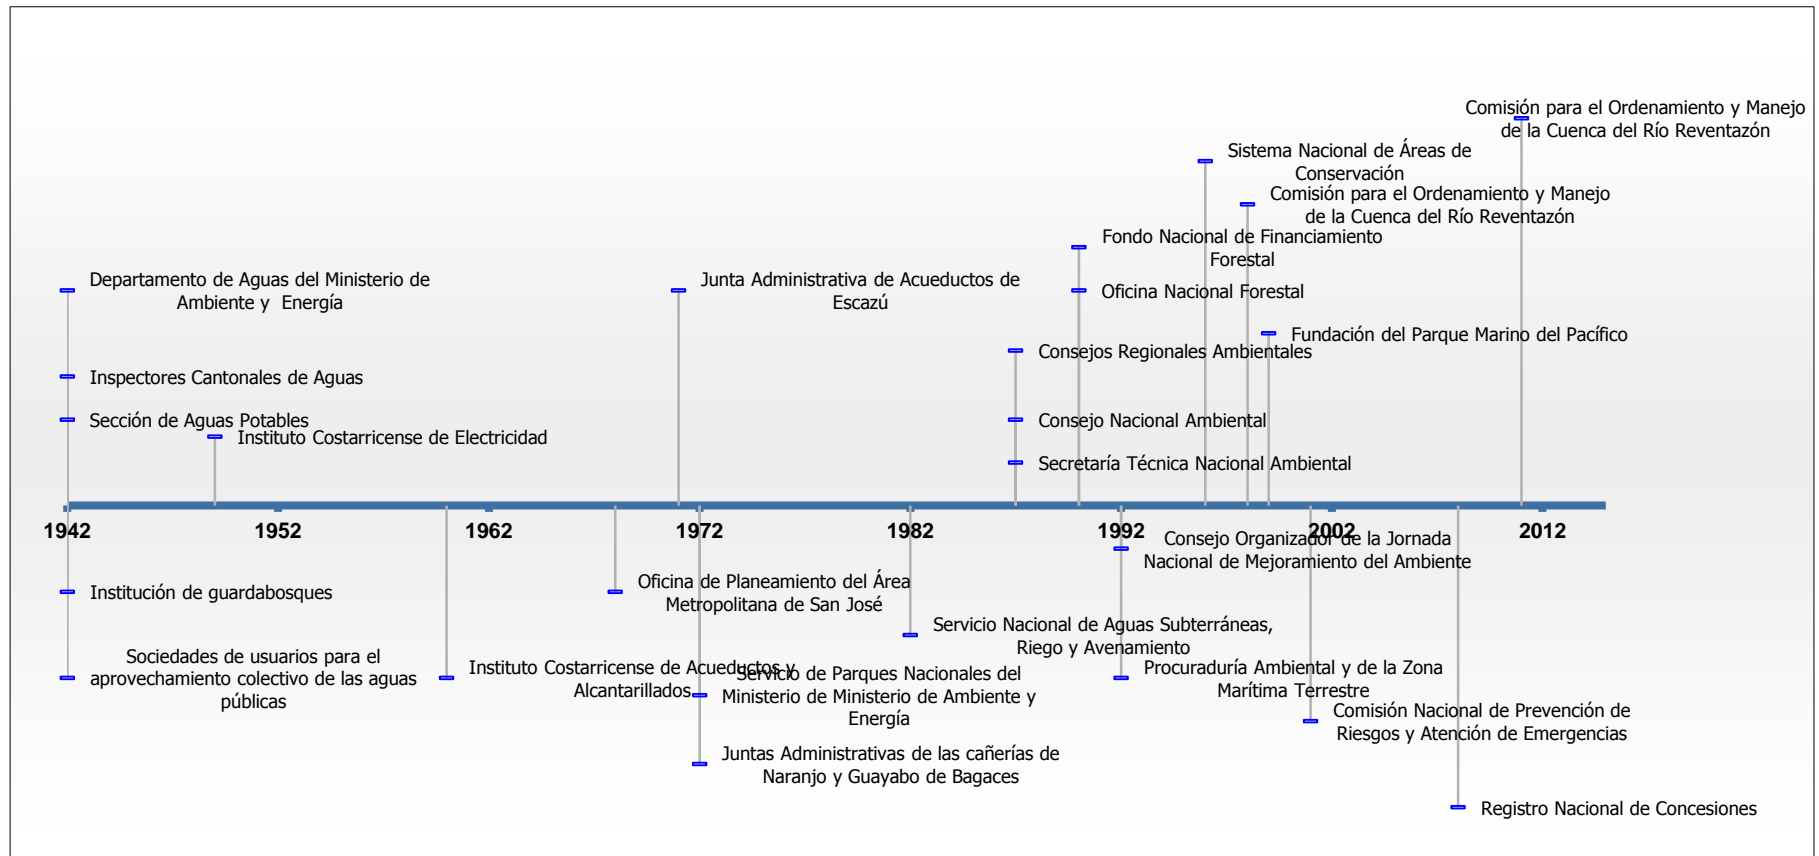 Comisión para el Ordenamiento y Manejo
de la Cuenca del Río Reventazón
Sistema Nacional de Áreas de
Conservación
Comisión para el Ordenamiento y Manejo
de la Cuenca del Río Reventazón
Fondo Nacional de Financiamiento
Forestal
Departamento de Aguas del Ministerio de
Ambiente y  Energía
Junta Administrativa de Acueductos de
Escazú
Oficina Nacional Forestal
Fundación del Parque Marino del Pacífico
Consejos Regionales Ambientales
Inspectores Cantonales de Aguas
Sección de Aguas Potables
Consejo Nacional Ambiental
Instituto Costarricense de Electricidad
Secretaría Técnica Nacional Ambiental
1942
1952
1962
1972
1982
1992
2002
2012
Consejo Organizador de la Jornada
Nacional de Mejoramiento del Ambiente
Institución de guardabosques
Oficina de Planeamiento del Área
Metropolitana de San José
Servicio Nacional de Aguas Subterráneas,
Riego y Avenamiento
Sociedades de usuarios para el
aprovechamiento colectivo de las aguas
públicas
Instituto Costarricense de Acueductos y
Alcantarillados
Servicio de Parques Nacionales del
Ministerio de Ministerio de Ambiente y
Energía
Procuraduría Ambiental y de la Zona
Marítima Terrestre
Comisión Nacional de Prevención de
Riesgos y Atención de Emergencias
Juntas Administrativas de las cañerías de
Naranjo y Guayabo de Bagaces
Registro Nacional de Concesiones